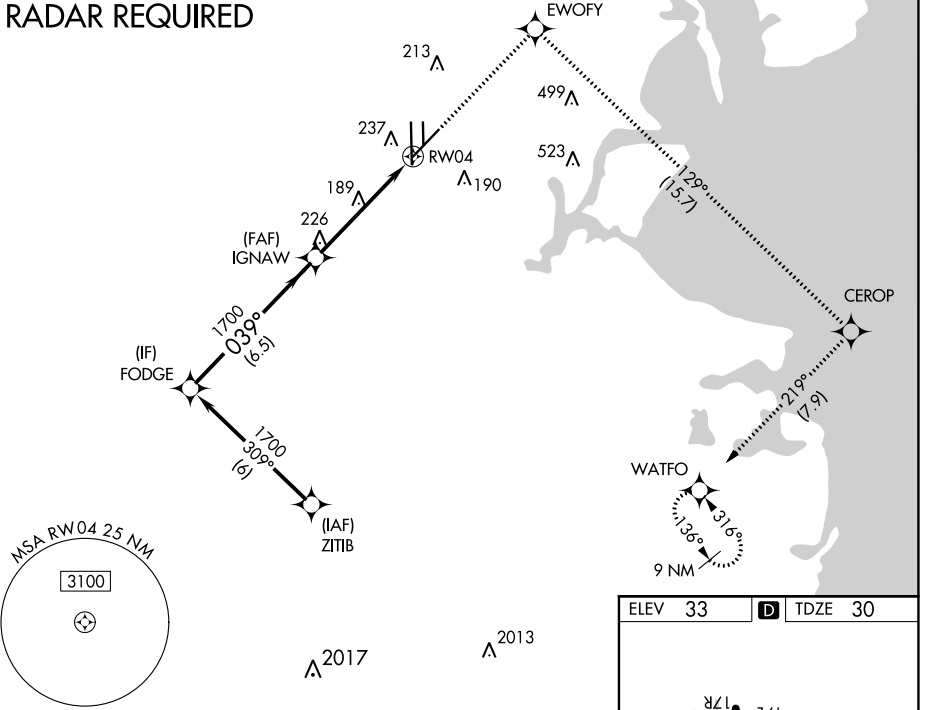 RADAR REQUIRED
EWOFY
213
499
237
RW04
523
190
189
129°
(15.7)
226
(FAF)
IGNAW
CEROP
1700
039°
(6.5)
(IF)
FODGE
219°
(7.9)
1700
309°
(6)
WATFO
(IAF)
ZITIB
136°
316°
9 NM
MSA RW04 25 NM
3100
ELEV 33 D TDZE 30
2017
2013
17R